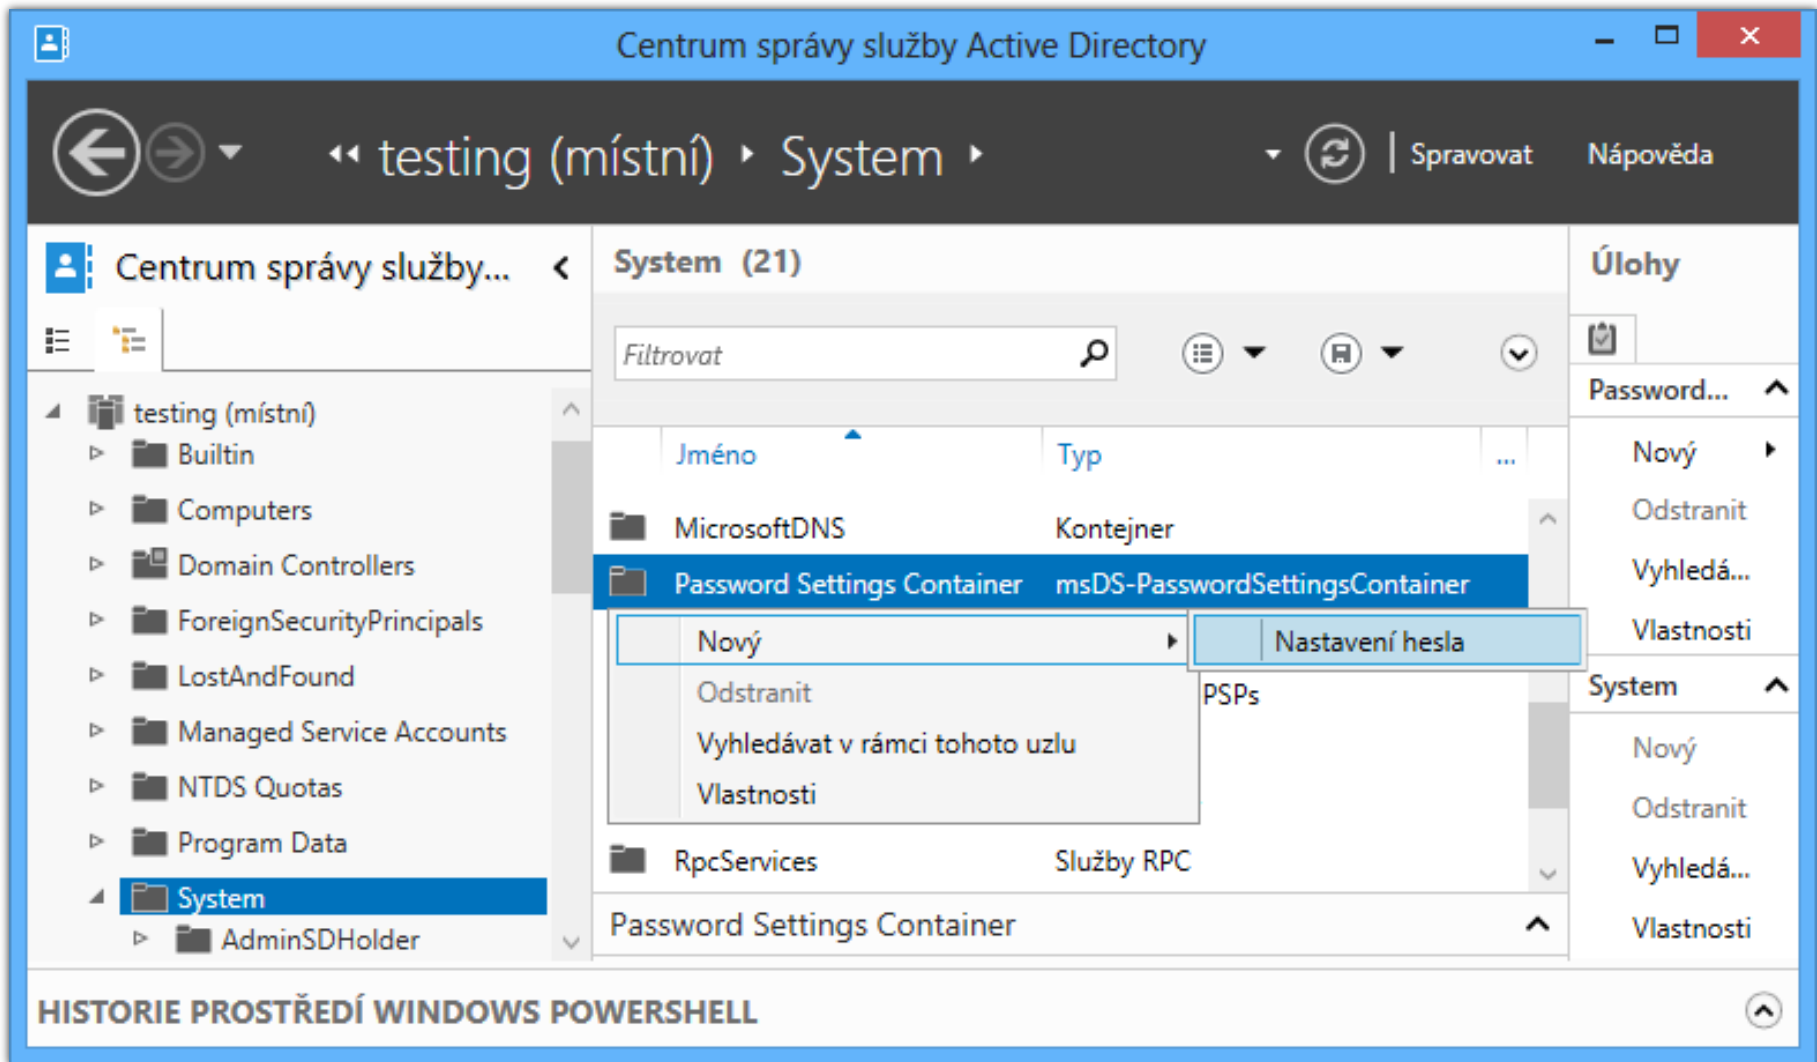 Centrum správy služby Active Directory
testing (místní) System
Spravovat Nápověda
Centrum správy služby...
testing (místní)
Builtin
Computers
Domain Controllers
ForeignSecurityPrincipals
LostAndFound
Managed Service Accounts
NTDS Quotas
Program Data
System
AdminSDHolder
System (21)
Filtrovat
Jméno Typ ...
MicrosoftDNS Kontejner
Password Settings Container msDS-PasswordSettingsContainer
Nový
Nastavení hesla
Odstranit
PSPs
Vyhledávat v rámci tohoto uzlu
Vlastnosti
RpcServices Služby RPC
Password Settings Container
Úlohy
Password...
Nový
Odstranit
Vyhledá...
Vlastnosti
System
Nový
Odstranit
Vyhledá...
Vlastnosti
HISTORIE PROSTŘEDÍ WINDOWS POWERSHELL